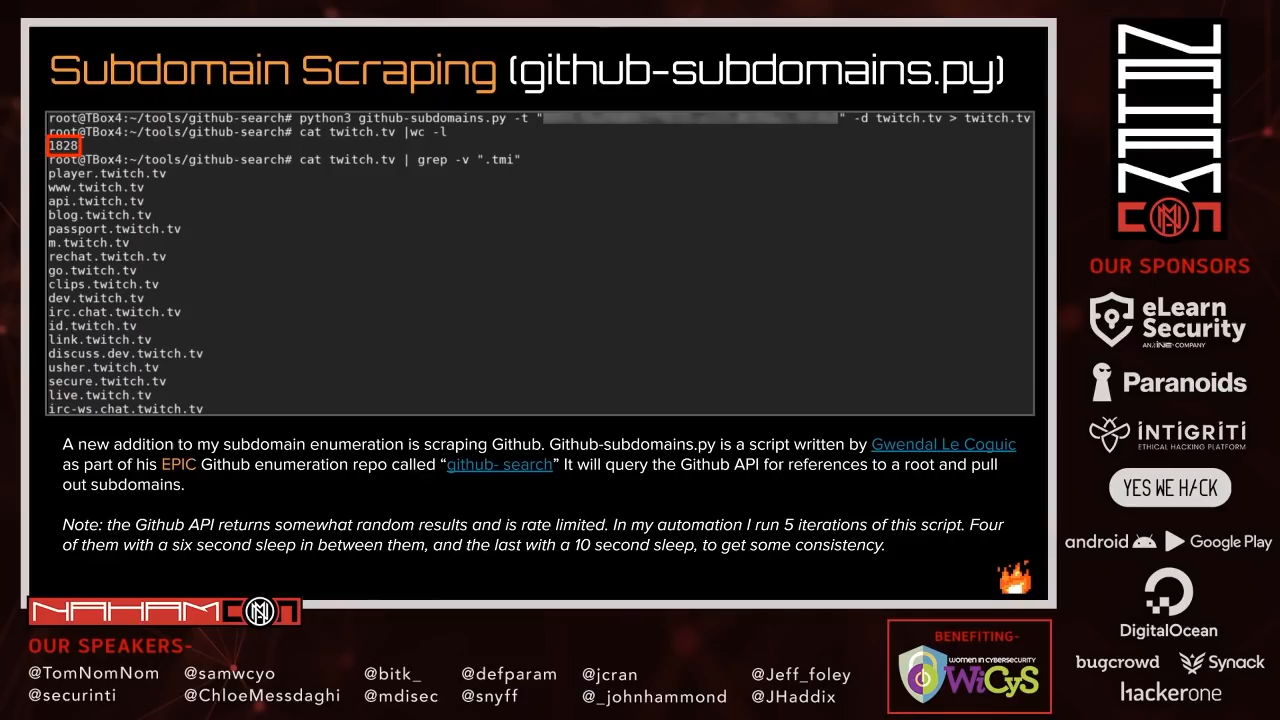 Subdomain Scraping (github-subdomains.py)
root@TBox4:~/tools/github-search# python3 github-subdomains.py -t " " -d twitch.tv > twitch.tv
root@TBox4:~/tools/github-search# cat twitch.tv |wc -l
1828
root@TBox4:~/tools/github-search# cat twitch.tv | grep -v ".tmi"
player.twitch.tv
www.twitch.tv
api.twitch.tv
blog.twitch.tv
passport.twitch.tv
m.twitch.tv
rechat.twitch.tv
go.twitch.tv
clips.twitch.tv
dev.twitch.tv
irc.chat.twitch.tv
id.twitch.tv
link.twitch.tv
discuss.dev.twitch.tv
usher.twitch.tv
secure.twitch.tv
live.twitch.tv
irc-ws.chat.twitch.tv
A new addition to my subdomain enumeration is scraping Github. Github-subdomains.py is a script written by Gwendal Le Coguic
as part of his EPIC Github enumeration repo called “github- search” It will query the Github API for references to a root and pull
out subdomains.
Note: the Github API returns somewhat random results and is rate limited. In my automation I run 5 iterations of this script. Four
of them with a six second sleep in between them, and the last with a 10 second sleep, to get some consistency.
NAHAMCON
OUR SPEAKERS-
@TomNomNom @samwcyo @bitk_ @defparam @jcran @Jeff_foley
@securinti @ChloeMessdaghi @mdisec @snyff @_johnhammond @JHaddix
BENEFITING-
WOMEN IN CYBERSECURITY
WiCyS
NAHAMCON
OUR SPONSORS
eLearn
Security
AN INE COMPANY
Paranoids
INTIGRITI
ETHICAL HACKING PLATFORM
YES WE H/CK
android Google Play
DigitalOcean
bugcrowd Synack
hackerone